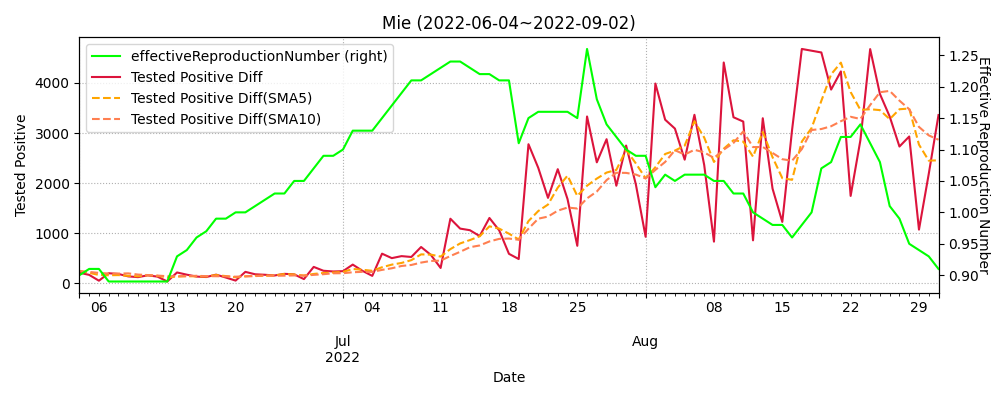 Mie (2022-06-04~2022-09-02)
effectiveReproductionNumber (right)
Tested Positive Diff
Tested Positive Diff(SMA5)
Tested Positive Diff(SMA10)
Tested Positive
4000
3000
2000
1000
0
1.25
1.20
1.15
1.10
1.05
1.00
0.95
0.90
Effective Reproduction Number
06 13 20 27 04 11 18 25 08 15 22 29
Jul Aug
2022
Date